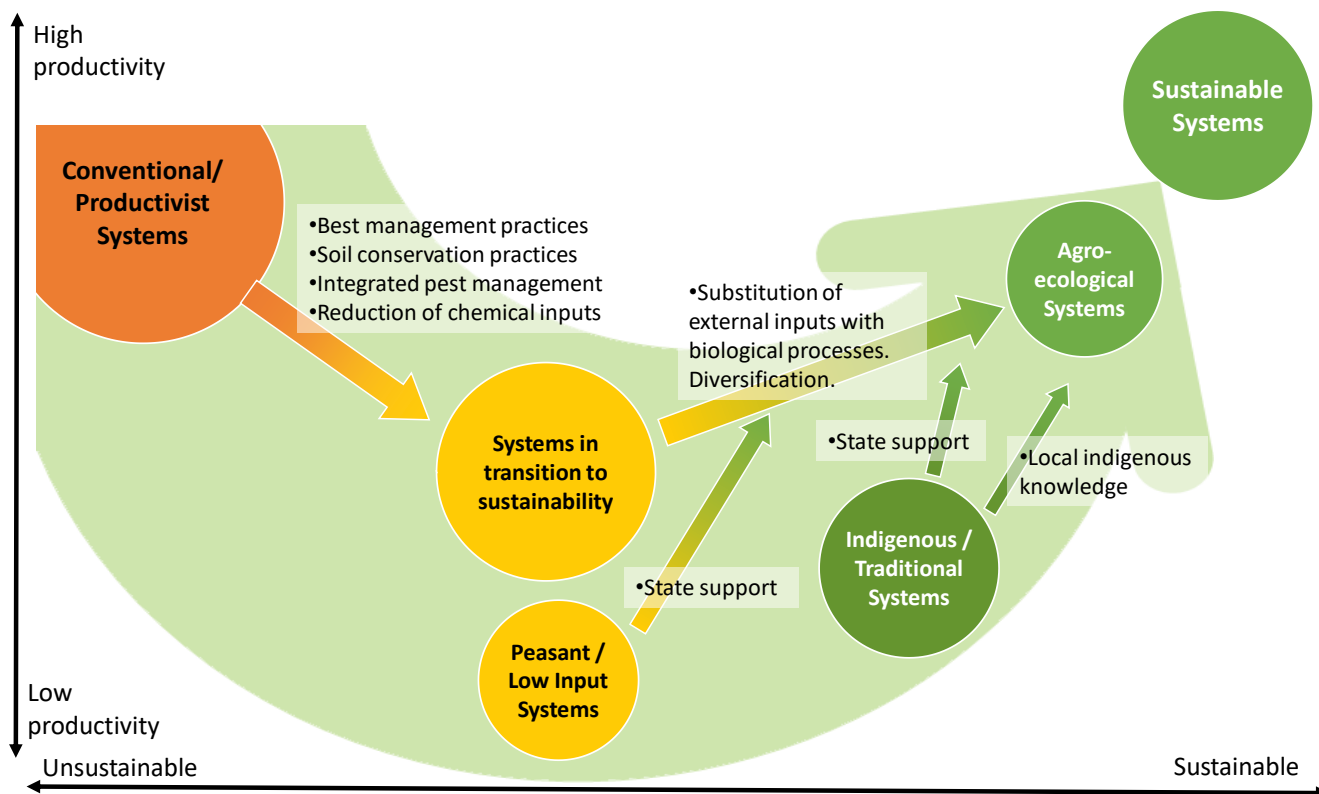 High
productivity
Sustainable
Systems
Conventional/
Productivist
Systems
•Best management practices
•Soil conservation practices
•Integrated pest management
•Reduction of chemical inputs
Agro-
ecological
Systems
•Substitution of
external inputs with
biological processes.
Diversification.
Systems in
transition to
sustainability
•State support
•Local indigenous
knowledge
Indigenous /
Traditional
Systems
•State support
Peasant /
Low Input
Systems
Low
productivity
Unsustainable
Sustainable